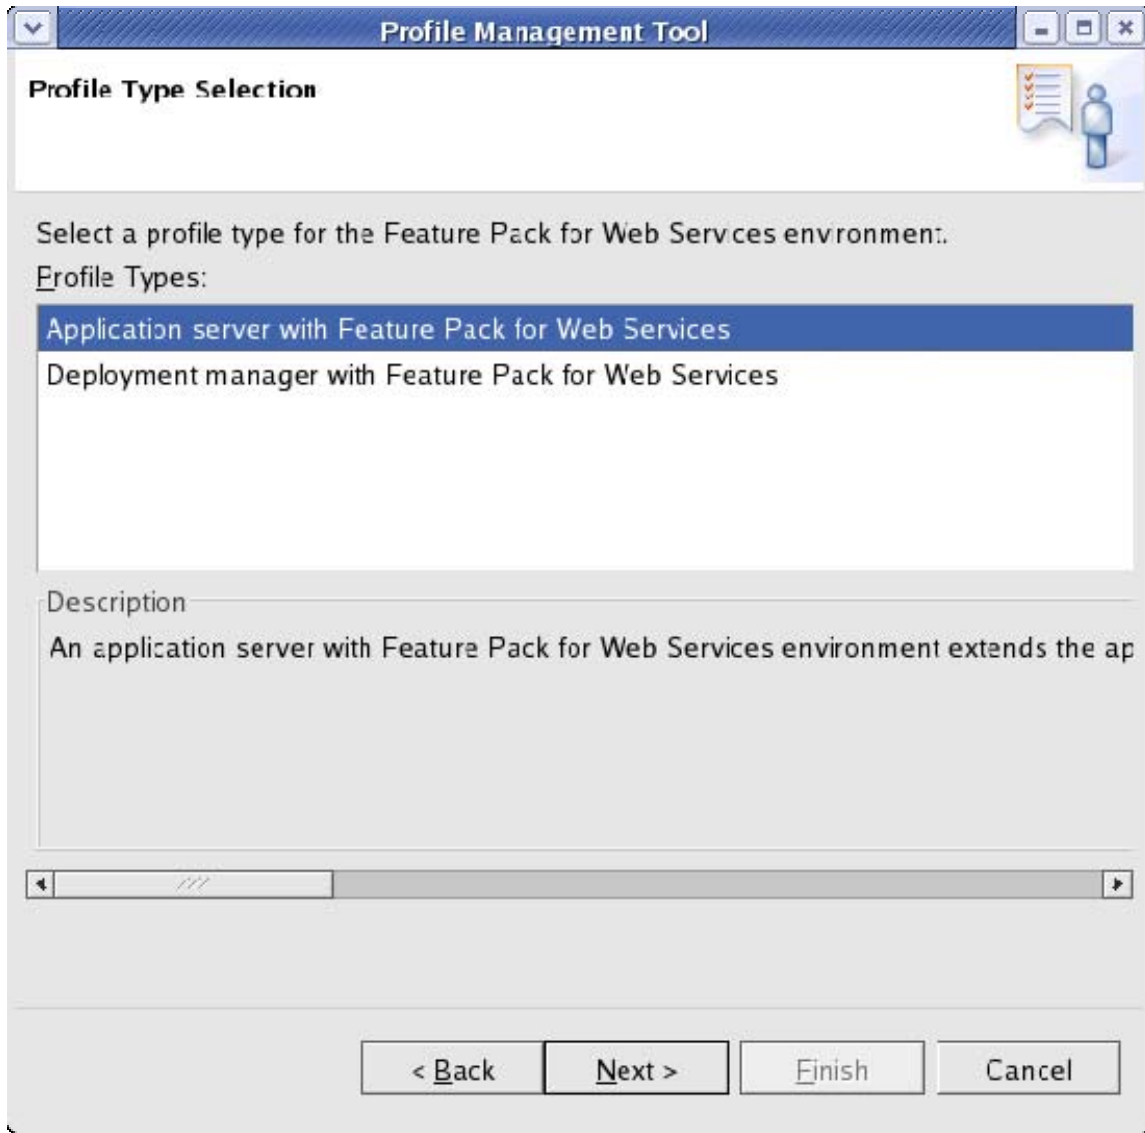 Profile Management Tool
Profile Type Selection
Select a profile type for the Feature Pack for Web Services environment.
Profile Types:
Application server with Feature Pack for Web Services
Deployment manager with Feature Pack for Web Services
Description
An application server with Feature Pack for Web Services environment extends the ap
< Back
Next >
Finish
Cancel